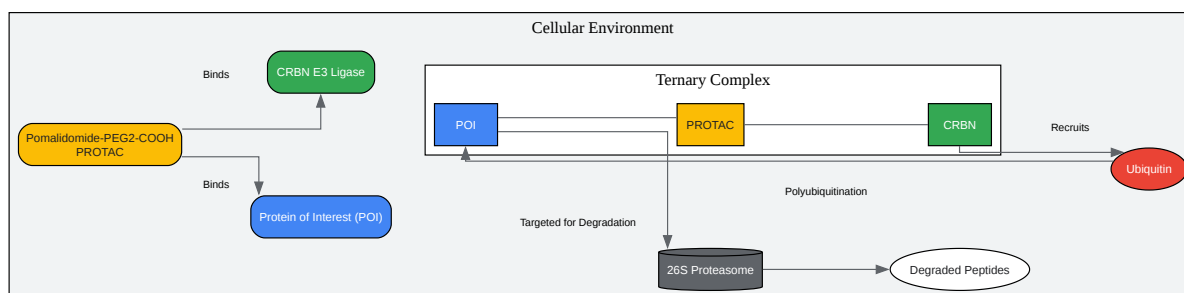 Cellular Environment
Binds
CRBN E3 Ligase
Ternary Complex
Pomalidomide-PEG2-COOH
PROTAC
POI
PROTAC
CRBN
Recruits
Ubiquitin
Binds
Protein of Interest (POI)
Polyubiquitination
Targeted for Degradation
26S Proteasome
Degraded Peptides